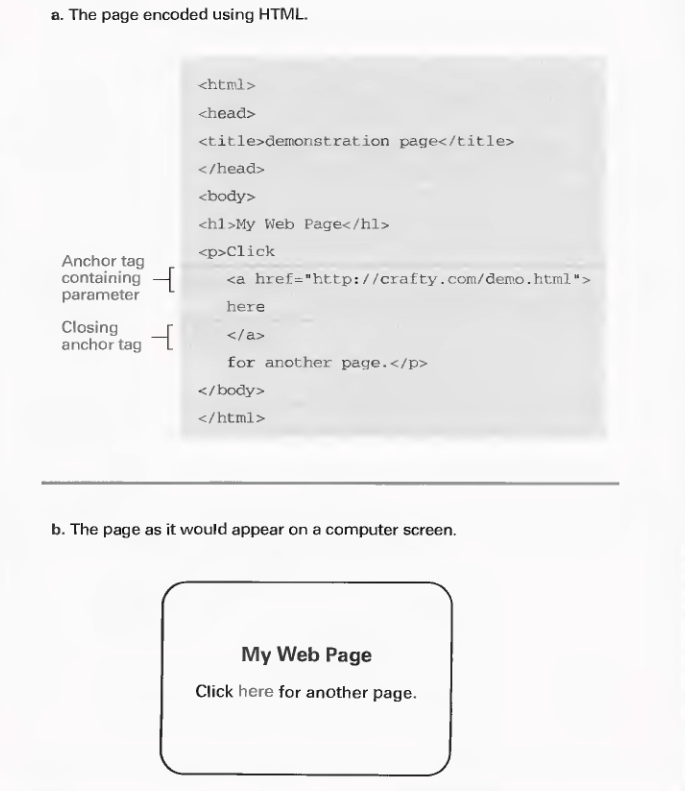 a. The page encoded using HTML.
<html>
<head>
<title>demonstration page</title>
</head>
<body>
<h1>My Web Page</h1>
<p>Click
Anchor tag
containing
parameter
<a href="http://crafty.com/demo.html">
here
Closing
anchor tag
</a>
for another page.</p>
</body>
</html>
b. The page as it would appear on a computer screen.
My Web Page
Click here for another page.